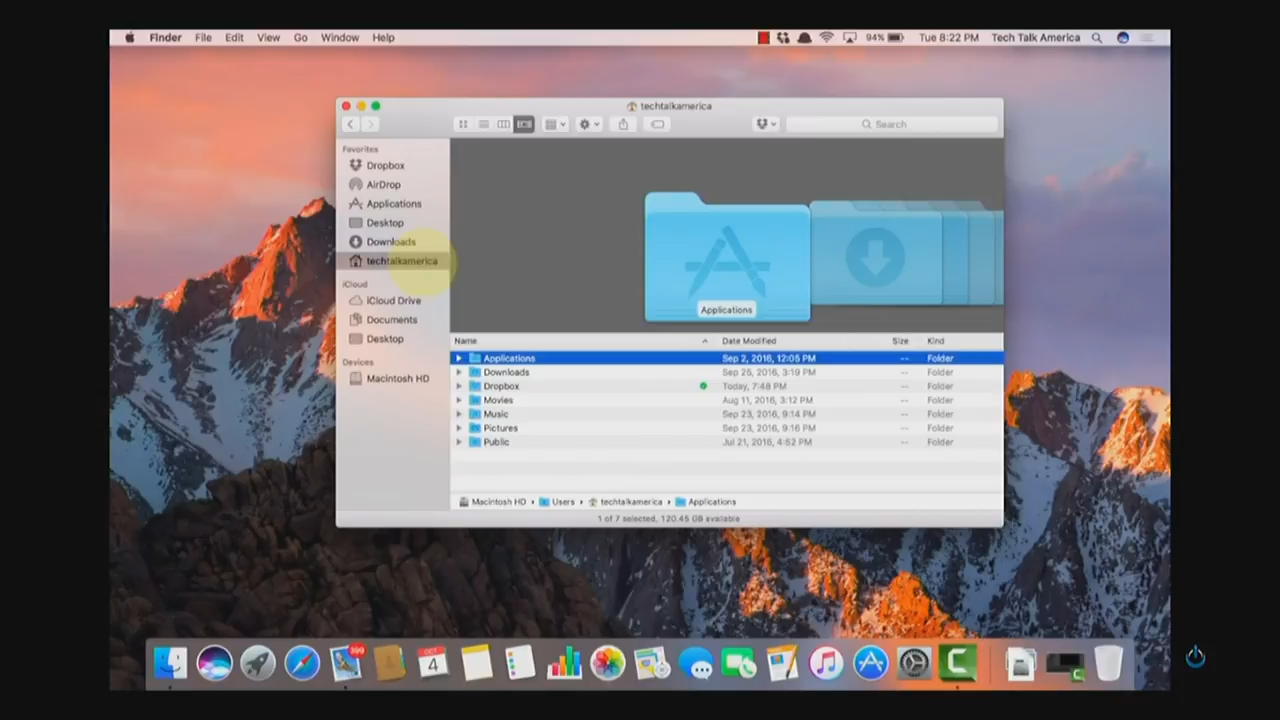 Finder File Edit View Go Window Help 94% Tue 8:22 PM Tech Talk America
techtalkamerica
Search
Favorites
Dropbox
AirDrop
Applications
Desktop
Downloads
techtalkamerica
iCloud
iCloud Drive
Documents
Desktop
Devices
Macintosh HD
Applications
Name Date Modified Size Kind
Applications Sep 2, 2016, 12:05 PM -- Folder
Downloads Sep 25, 2016, 3:19 PM -- Folder
Dropbox Today, 7:48 PM -- Folder
Movies Aug 11, 2016, 3:12 PM -- Folder
Music Sep 23, 2016, 9:14 PM -- Folder
Pictures Sep 23, 2016, 9:16 PM -- Folder
Public Jul 21, 2016, 4:52 PM -- Folder
Macintosh HD › Users › techtalkamerica › Applications
1 of 7 selected, 120.45 GB available
399
OCT
4